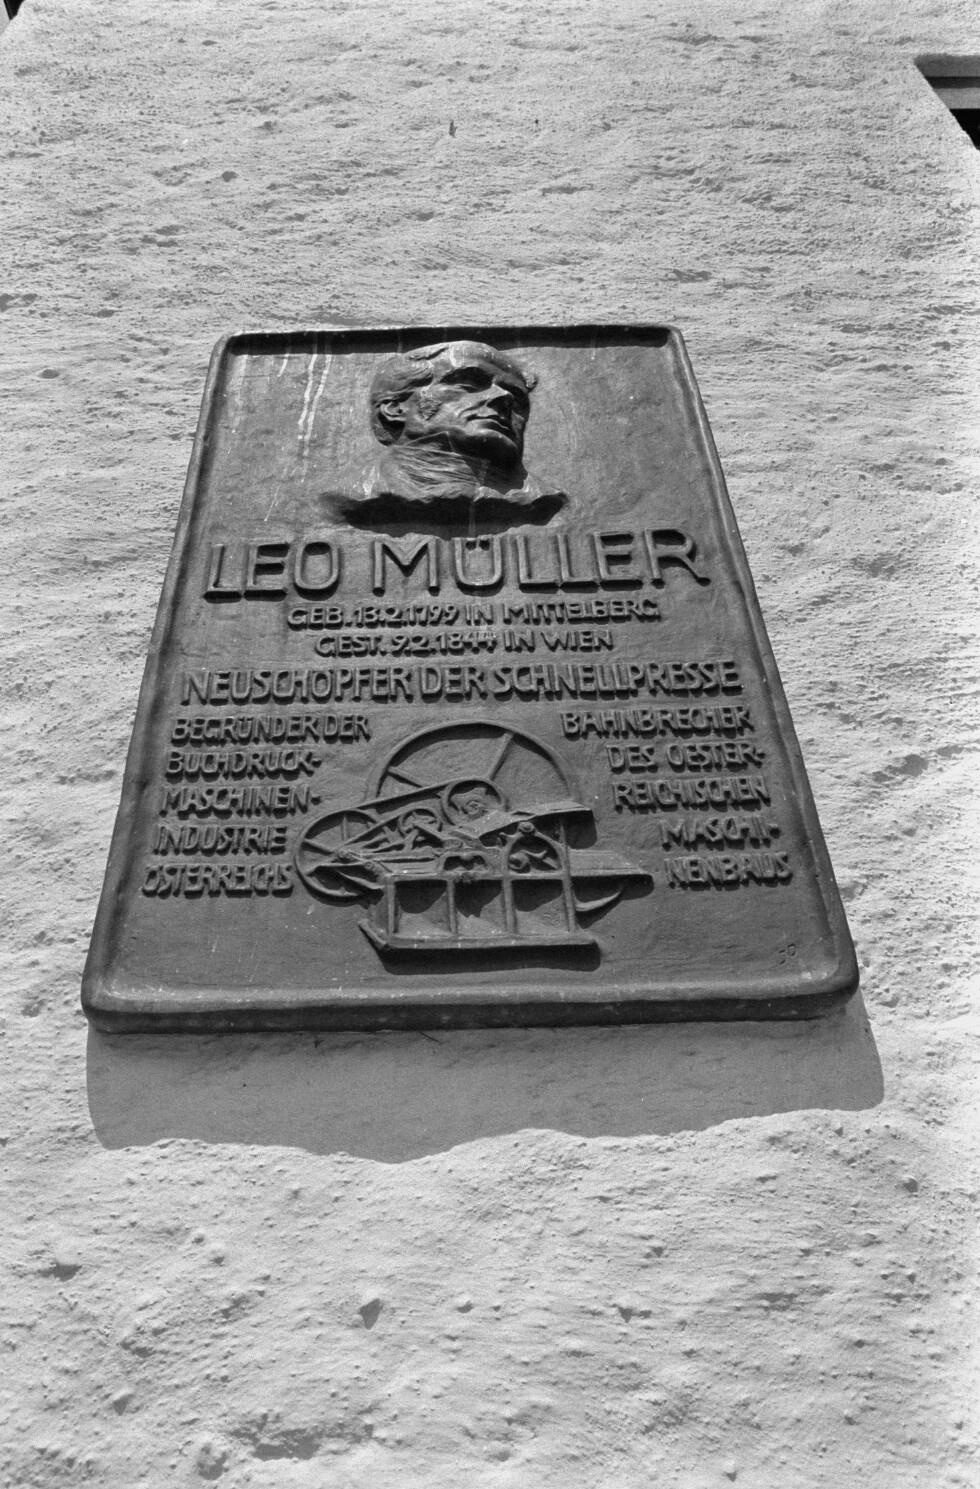 LEO MÜLLER
GEB. 13.2.1799 IN MITTELBERG
GEST. 9.2.1844 IN WIEN
NEUSCHÖPFER DER SCHNELLPRESSE
BEGRÜNDER DER
BUCHDRUCK-
MASCHINEN-
INDUSTRIE
ÖSTERREICHS
BAHNBRECHER
DES OESTER-
REICHISCHEN
MASCHI-
NENBAUS